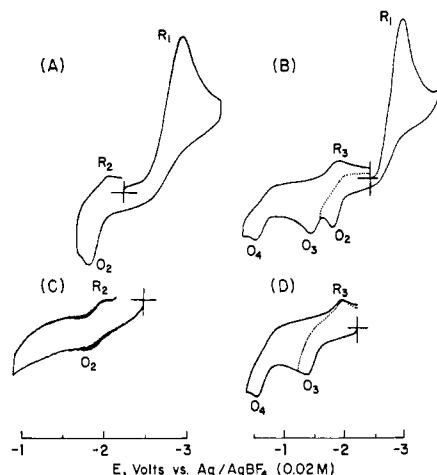 R1
R1
(A)
(B)
R2
R3
O2
O4
O3
O2
(C)
R2
(D)
R3
O2
O4
O3
-1
-2
-3
-1
-2
-3
E, Volts vs. Ag/AgBF4 (0.02M)